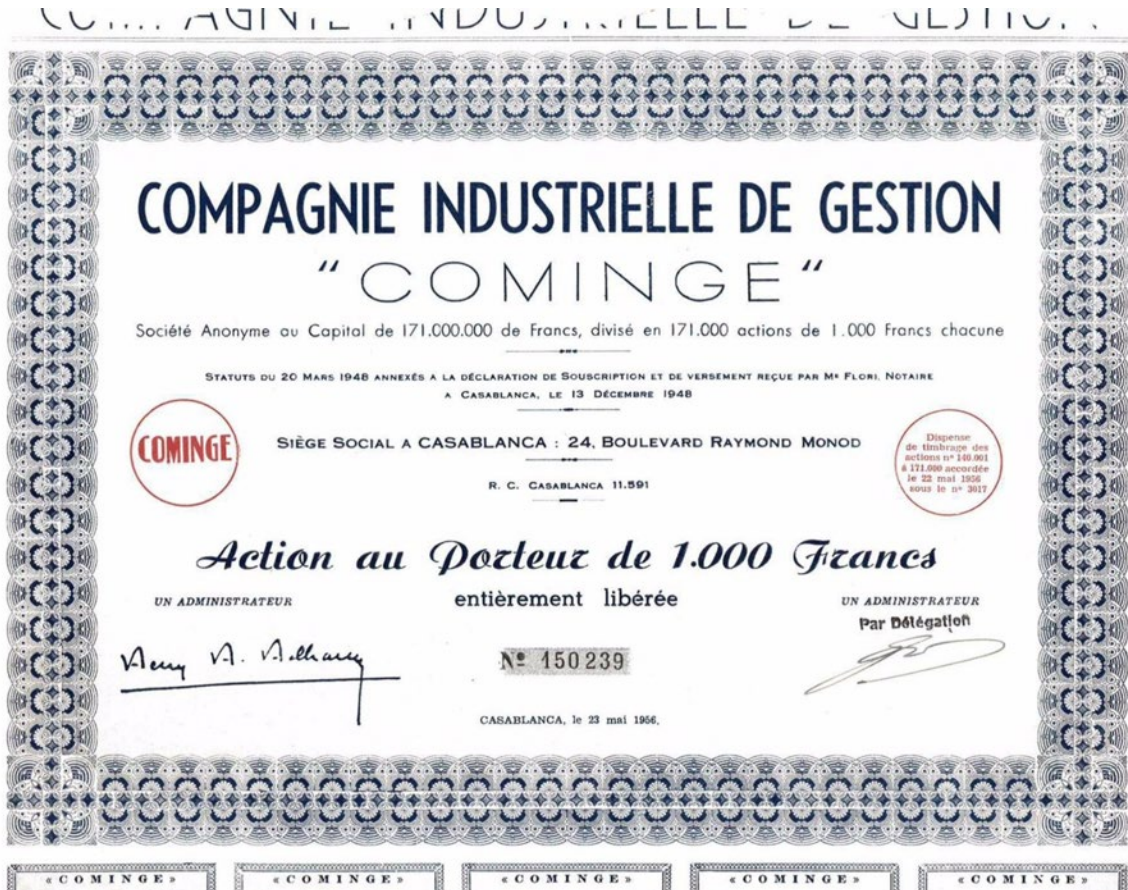 COMPAGNIE INDUSTRIELLE DE GESTION
COMPAGNIE INDUSTRIELLE DE GESTION
"COMINGE"
Société Anonyme au Capital de 171.000.000 de Francs, divisé en 171.000 actions de 1.000 Francs chacune
STATUTS DU 20 MARS 1948 ANNEXÉS A LA DÉCLARATION DE SOUSCRIPTION ET DE VERSEMENT REÇUE PAR Me FLORI, NOTAIRE
A CASABLANCA, LE 13 DÉCEMBRE 1948
COMINGE
SIÈGE SOCIAL A CASABLANCA : 24, BOULEVARD RAYMOND MONOD
R. C. CASABLANCA 11.591
Dispense
de timbrage des
actions nos 140.001
à 171.000 accordée
le 22 mai 1956
sous le no 3017
Action au Porteur de 1.000 Francs
entièrement libérée
UN ADMINISTRATEUR
UN ADMINISTRATEUR
Par Délégation
No 150239
CASABLANCA, le 23 mai 1956.
«COMINGE»
«COMINGE»
«COMINGE»
«COMINGE»
«COMINGE»